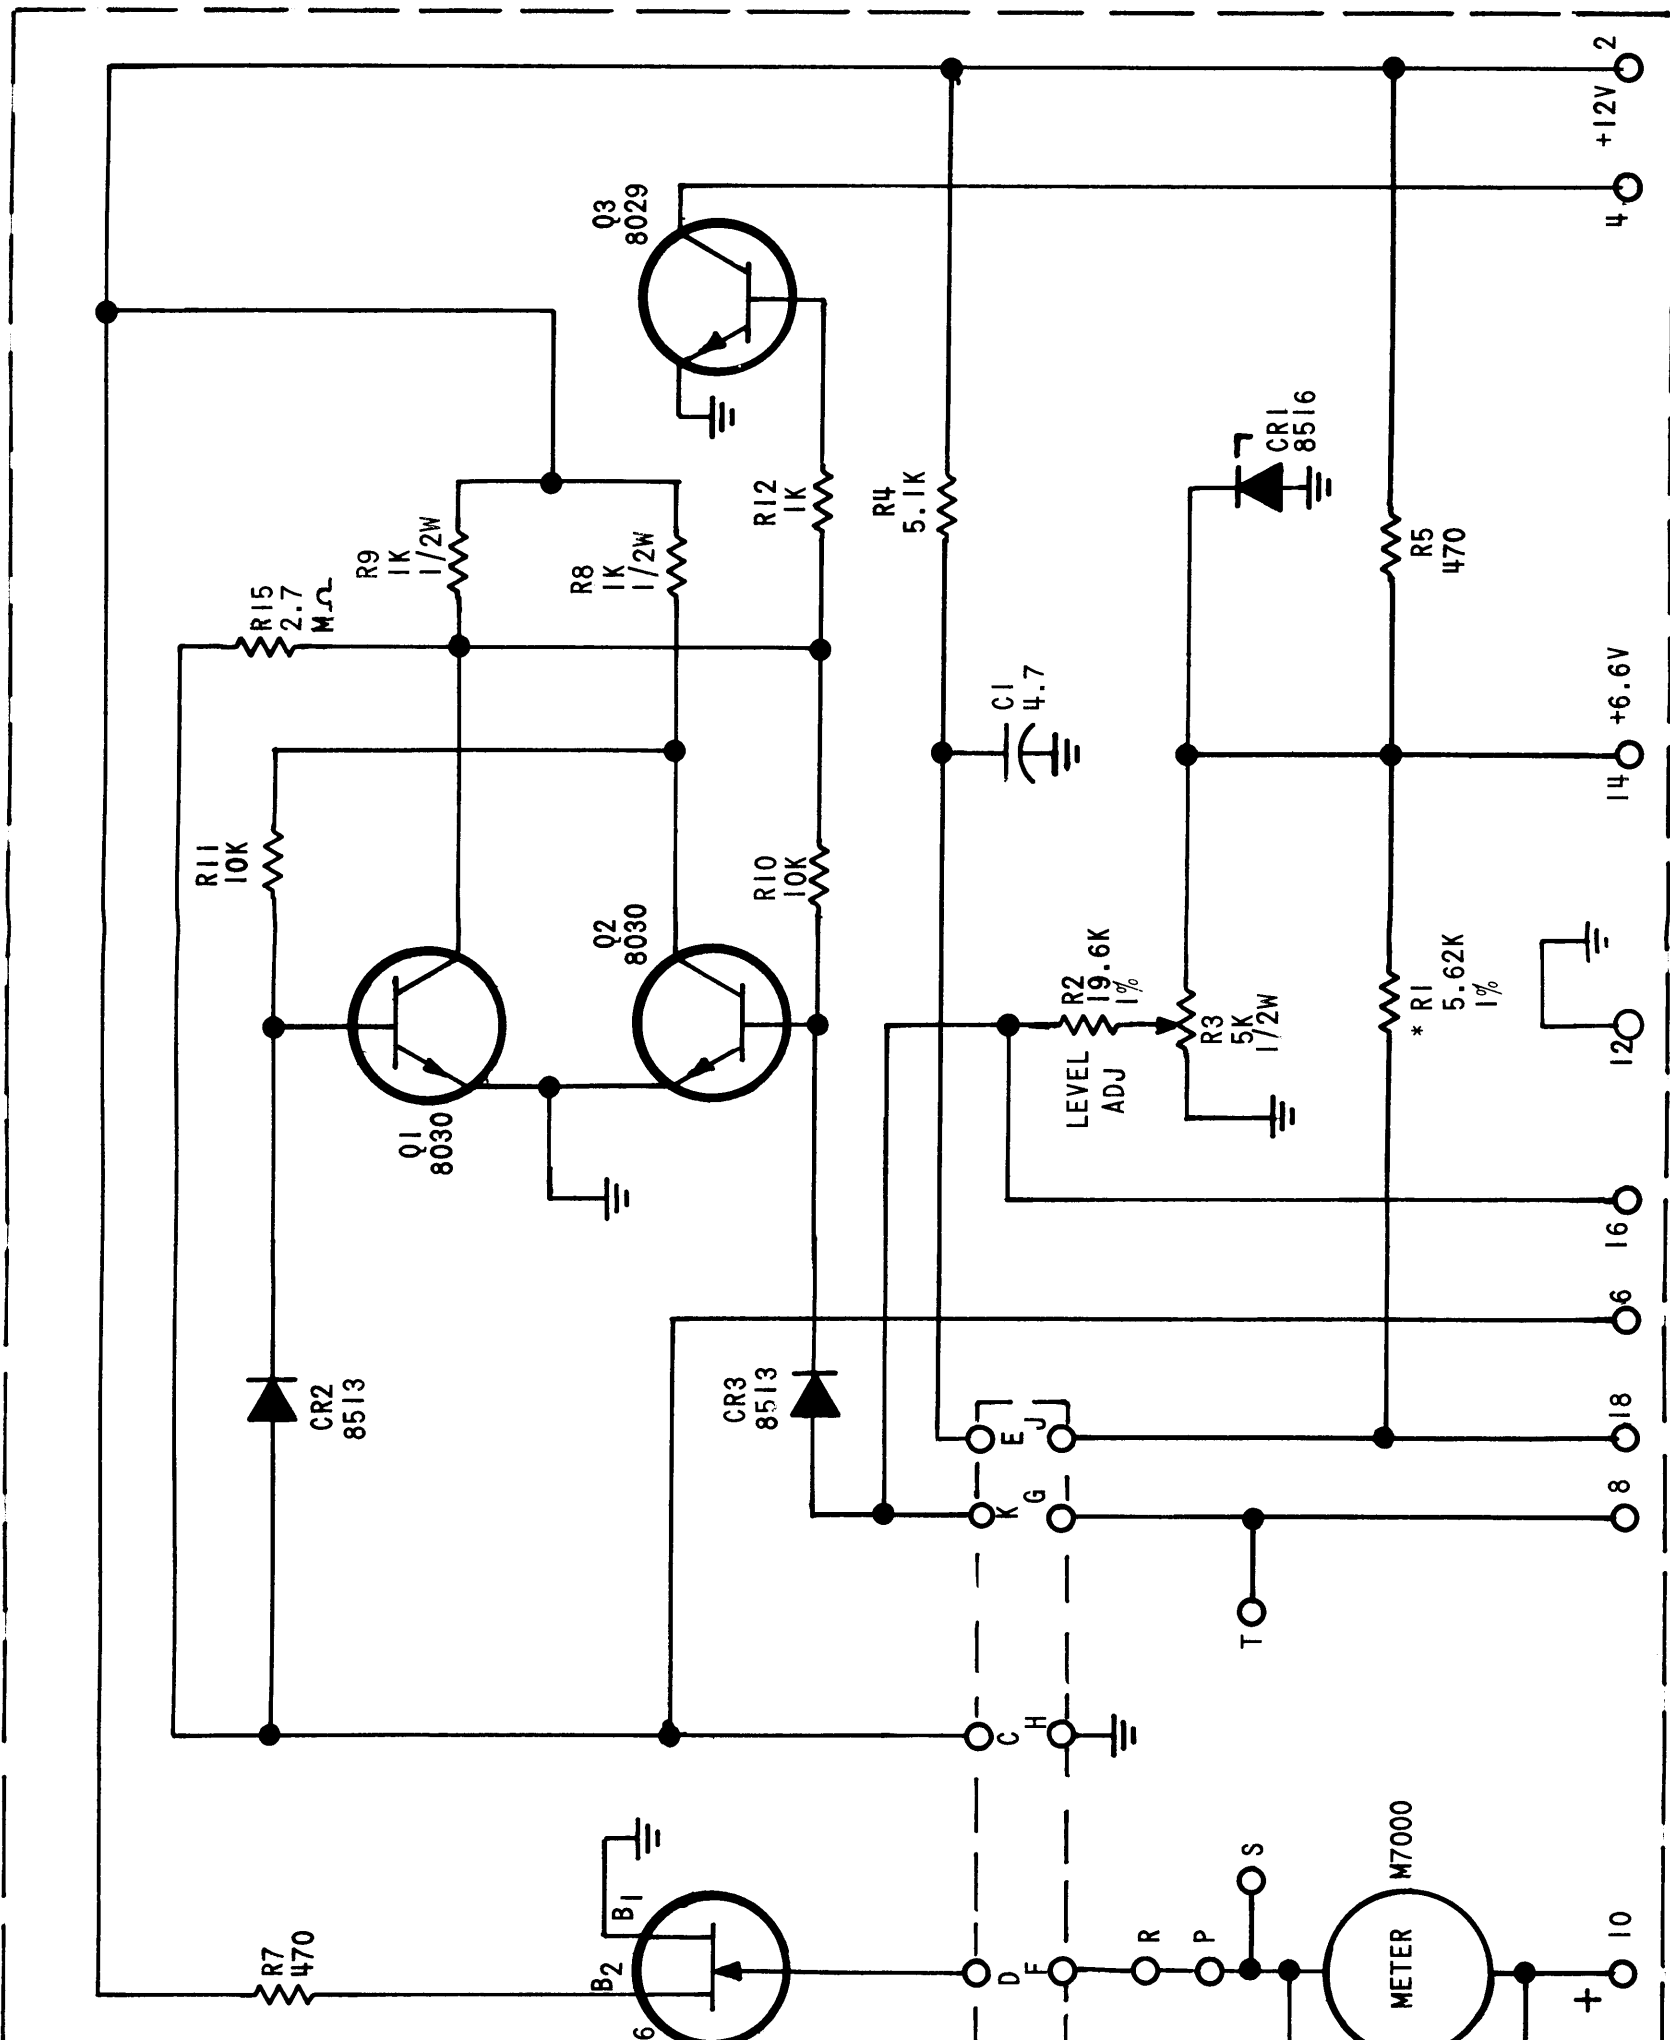 +12V 2
4
Q3
8029
R9
1K
1/2W
R8
1K
1/2W
R15
2.7
MΩ
R12
1K
R4
5.1K
CR1
8516
R5
470
C1
4.7
14 +6.6V
R11
10K
R10
10K
Q2
8030
Q1
8030
R2
19.6K
1%
LEVEL
ADJ
R3
5K
1/2W
* R1
5.62K
1%
12
16
6
CR2
8513
CR3
8513
E
J
18
K
G
8
T
C
H
R7
470
B1
B2
6
D
F
R
P
S
METER
M7000
+
10